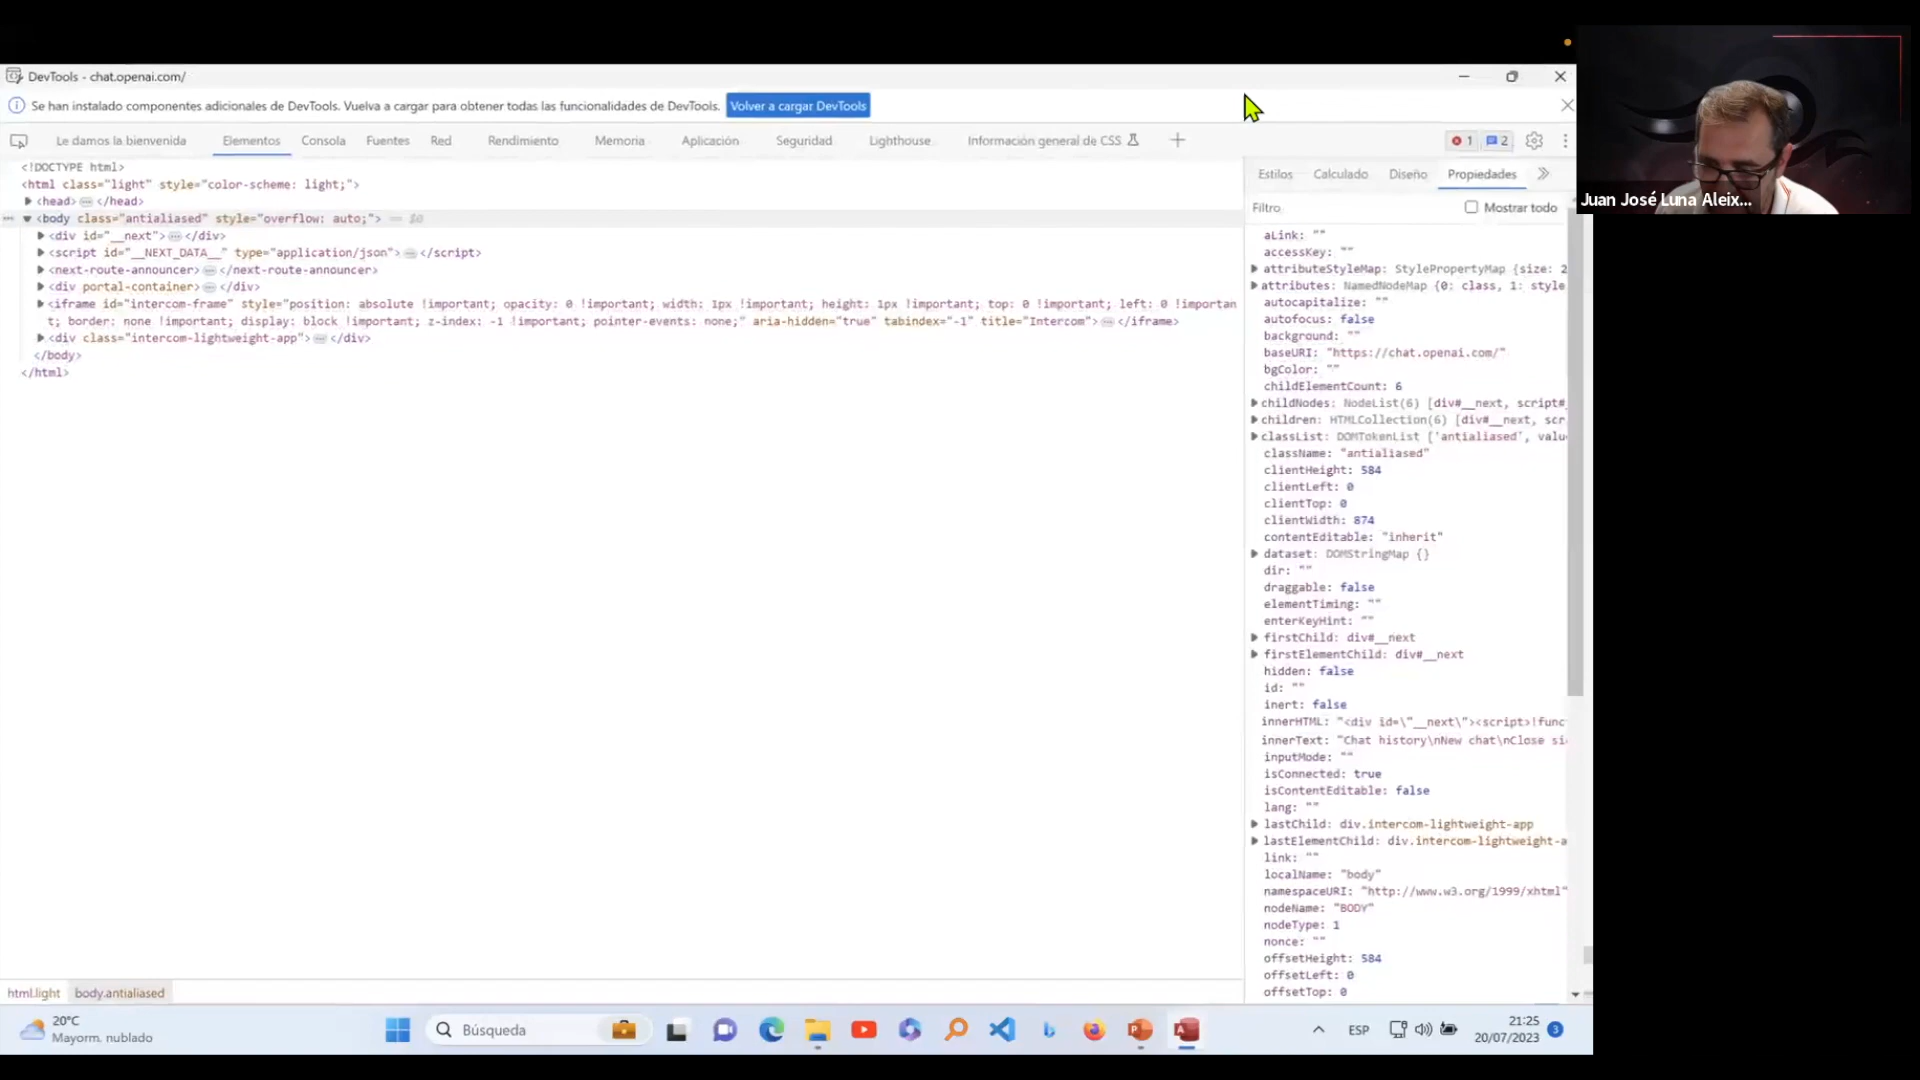 DevTools - chat.openai.com/
Se han instalado componentes adicionales de DevTools. Vuelva a cargar para obtener todas las funcionalidades de DevTools. Volver a cargar DevTools
Le damos la bienvenida Elementos Consola Fuentes Red Rendimiento Memoria Aplicación Seguridad Lighthouse Información general de CSS 1 2
<!DOCTYPE html>
<html class="light" style="color-scheme: light;">
<head> </head>
<body class="antialiased" style="overflow: auto;"> == $0
<div id="__next"> </div>
<script id="__NEXT_DATA__" type="application/json"> </script>
<next-route-announcer> </next-route-announcer>
<div portal-container> </div>
<iframe id="intercom-frame" style="position: absolute !important; opacity: 0 !important; width: 1px !important; height: 1px !important; top: 0 !important; left: 0 !importan
t; border: none !important; display: block !important; z-index: -1 !important; pointer-events: none;" aria-hidden="true" tabindex="-1" title="Intercom"> </iframe>
<div class="intercom-lightweight-app"> </div>
</body>
</html>
Estilos Calculado Diseño Propiedades
Filtro Mostrar todo
aLink: ""
accessKey: ""
attributeStyleMap: StylePropertyMap {size: 2
attributes: NamedNodeMap {0: class, 1: style
autocapitalize: ""
autofocus: false
background: ""
baseURI: "https://chat.openai.com/"
bgColor: ""
childElementCount: 6
childNodes: NodeList(6) [div#__next, script#_
children: HTMLCollection(6) [div#__next, scr
classList: DOMTokenList ['antialiased', valu
className: "antialiased"
clientHeight: 584
clientLeft: 0
clientTop: 0
clientWidth: 874
contentEditable: "inherit"
dataset: DOMStringMap {}
dir: ""
draggable: false
elementTiming: ""
enterKeyHint: ""
firstChild: div#__next
firstElementChild: div#__next
hidden: false
id: ""
inert: false
innerHTML: "<div id=\"__next\"><script>!func
innerText: "Chat history\nNew chat\nClose si
inputMode: ""
isConnected: true
isContentEditable: false
lang: ""
lastChild: div.intercom-lightweight-app
lastElementChild: div.intercom-lightweight-a
link: ""
localName: "body"
namespaceURI: "http://www.w3.org/1999/xhtml"
nodeName: "BODY"
nodeType: 1
nonce: ""
offsetHeight: 584
offsetLeft: 0
offsetTop: 0
html.light body.antialiased
20°C
Mayorm. nublado
Búsqueda
ESP
21:25
20/07/2023
3
Juan José Luna Aleix...